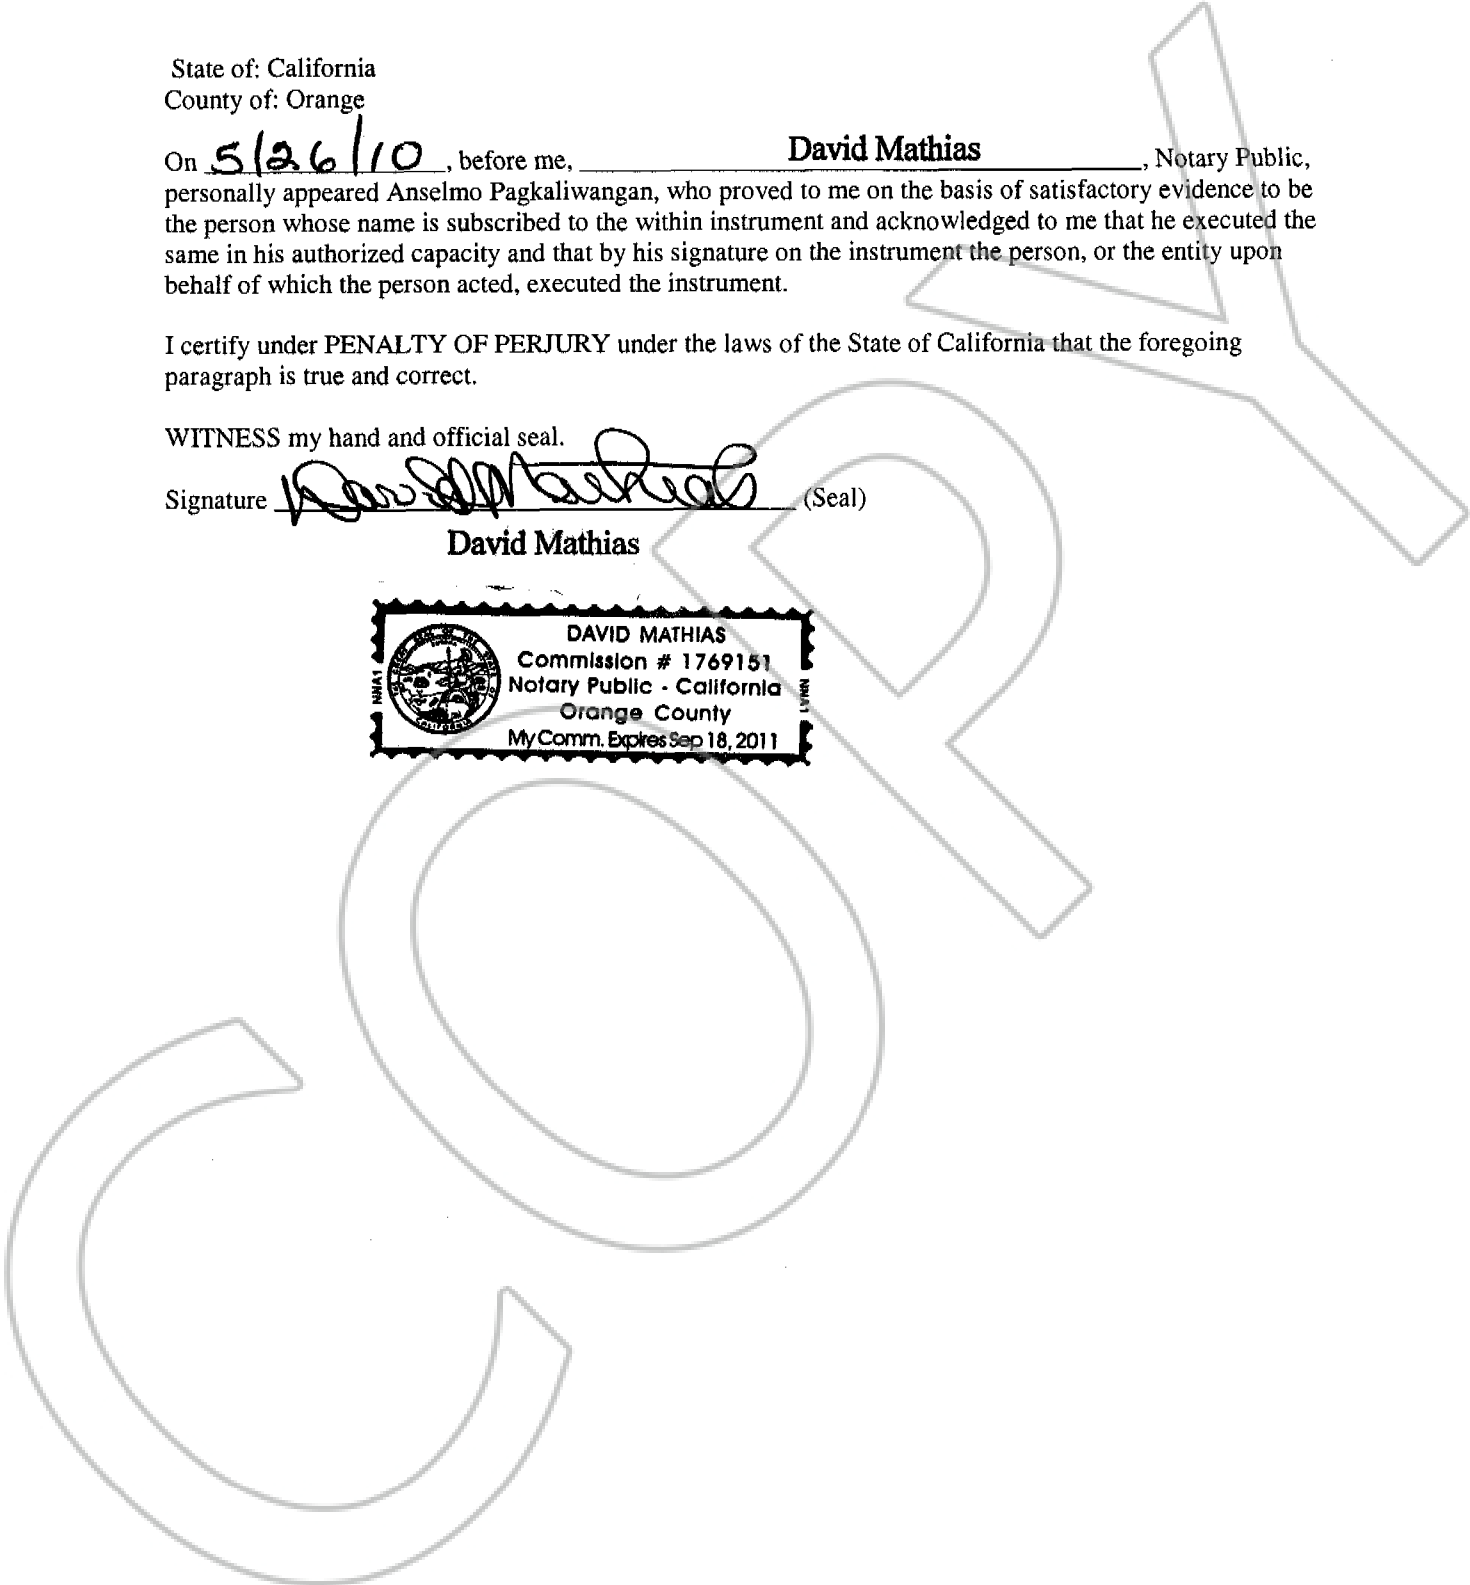 State of: California
County of: Orange
On 5/26/10, before me, David Mathias, Notary Public,
personally appeared Anselmo Pagkaliwangan, who proved to me on the basis of satisfactory evidence to be
the person whose name is subscribed to the within instrument and acknowledged to me that he executed the
same in his authorized capacity and that by his signature on the instrument the person, or the entity upon
behalf of which the person acted, executed the instrument.
I certify under PENALTY OF PERJURY under the laws of the State of California that the foregoing
paragraph is true and correct.
WITNESS my hand and official seal.
Signature David Mathias (Seal)
David Mathias
DAVID MATHIAS
Commission # 1769151
Notary Public - California
Orange County
My Comm. Expires Sep 18, 2011
NNA1
NNA1
COPY